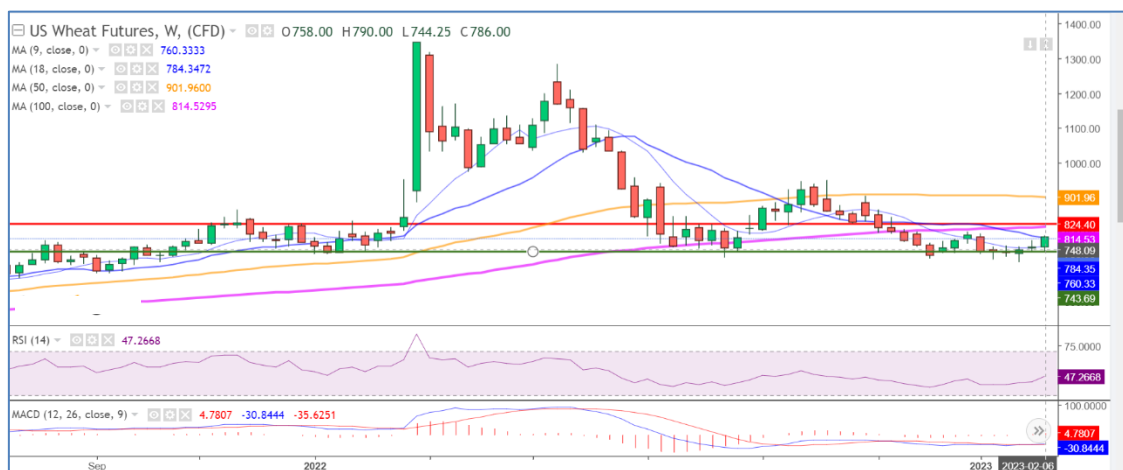 US Wheat Futures, W, (CFD) O758.00 H790.00 L744.25 C786.00
MA (9, close, 0) 760.3333
MA (18, close, 0) 784.3472
MA (50, close, 0) 901.9600
MA (100, close, 0) 814.5295
1400.00
1300.00
1200.00
1100.00
1000.00
901.96
824.40
814.53
748.09
784.35
760.33
743.69
RSI (14) 47.2668
75.0000
47.2668
MACD (12, 26, close, 9) 4.7807 -30.8444 -35.6251
100.0000
4.7807
-30.8444
Sep 2022 2023 2023-02-06